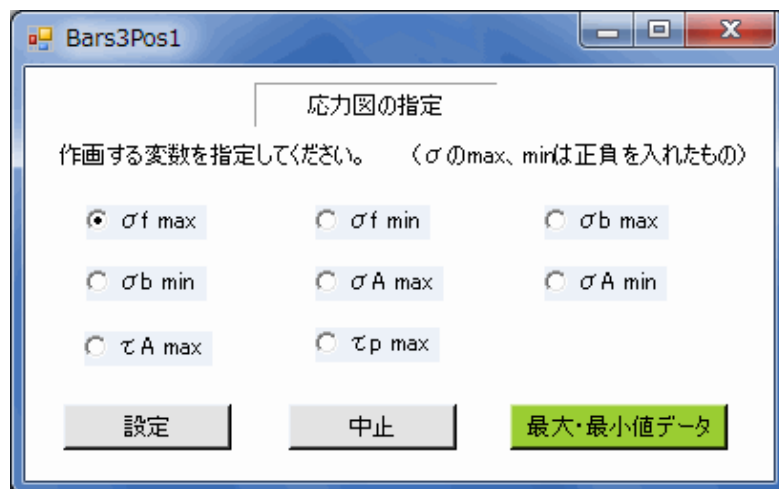 Bars3Pos1
応力図の指定
作画する変数を指定してください。 （σのmax、minは正負を入れたもの）
σf max σf min σb max
σb min σA max σA min
τA max τp max
設定 中止 最大・最小値データ